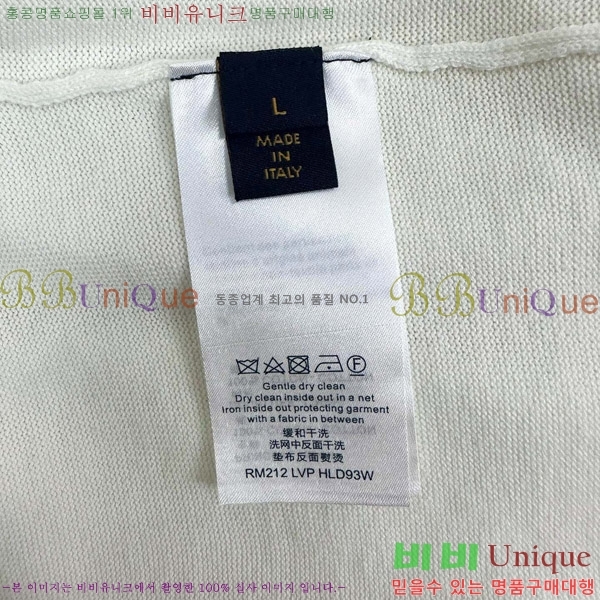 홍콩명품쇼핑몰 1위 비비유니크명품구매대행
L
MADE
IN
ITALY
BBUniQue
BBUniQue
동종업계 최고의 품질 NO.1
Gentle dry clean
Dry clean inside out in a net
Iron inside out protecting garment
with a fabric in between
缓和干洗
洗网中反面干洗
垫布反面熨烫
RM212 LVP HLD93W
비비 Unique
믿을수 있는 명품구매대행
-본 이미지는 비비유니크에서 촬영한 100% 실사 이미지 입니다.-